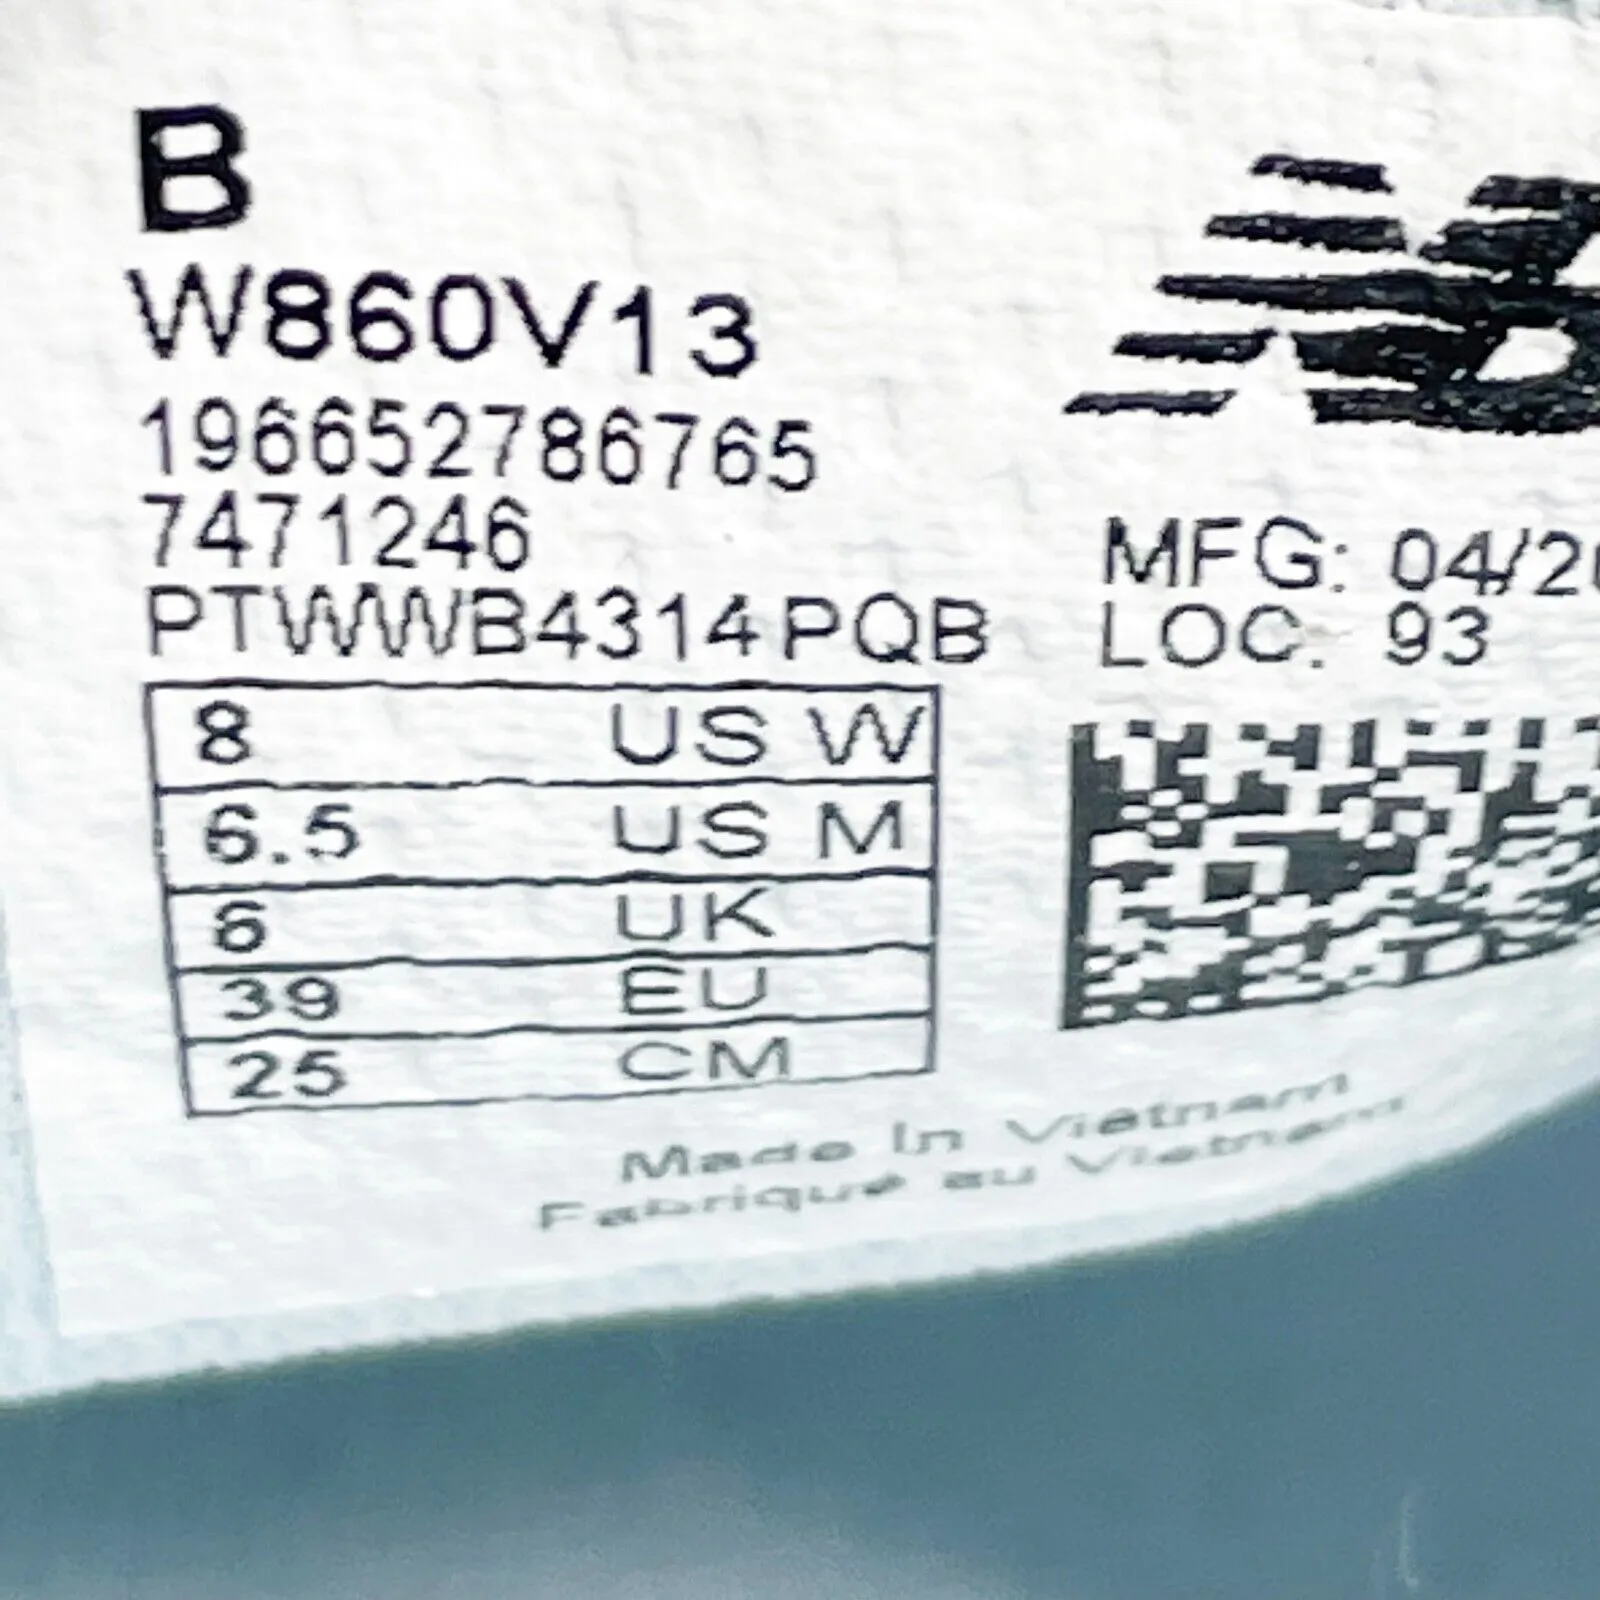 B
W860V13
196652786765
7471246
PTWWB4314PQB
MFG: 04/20
LOC. 93
8 US W
6.5 US M
6 UK
39 EU
25 CM
Made In Vietnam
Fabriqué au Vietnam